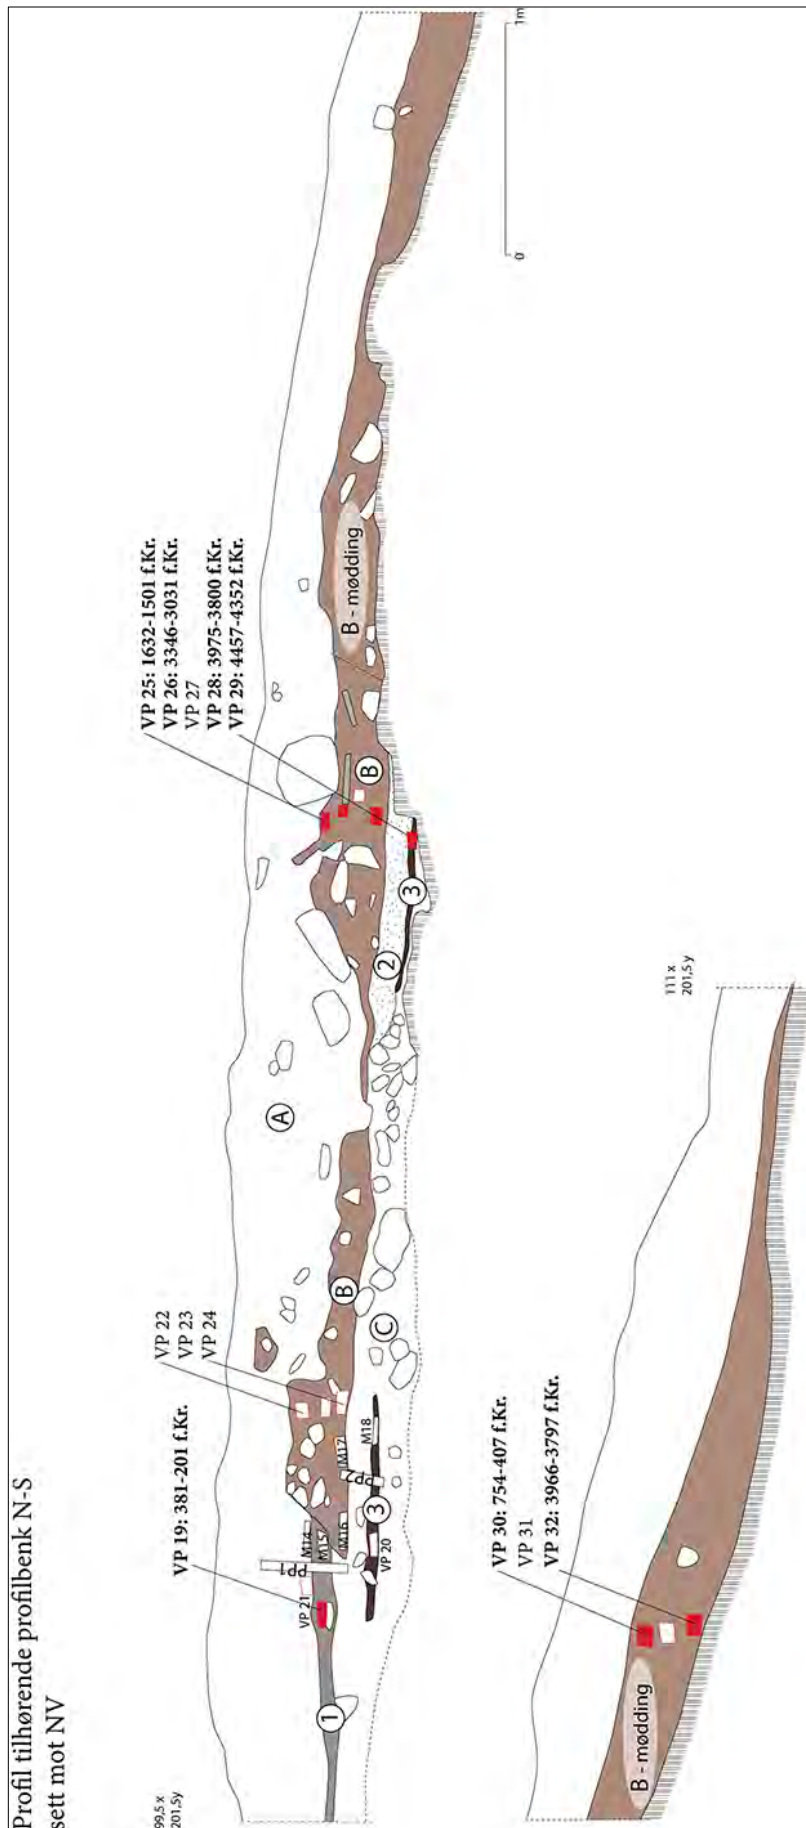 Profil tilhørende profilbenk N-S
sett mot NV
99,5 x
201,5y
VP 19: 381-201 f.Kr.
VP 22
VP 23
VP 24
VP 25: 1632-1501 f.Kr.
VP 26: 3346-3031 f.Kr.
VP 27
VP 28: 3975-3800 f.Kr.
VP 29: 4457-4352 f.Kr.
A
1
VP 21
PP1
M14
M15
M16
M17
PP2
M18
VP 20
3
B
C
2
3
B
B - mødding
0
1m
VP 30: 754-407 f.Kr.
VP 31
VP 32: 3966-3797 f.Kr.
B - mødding
111 x
201,5 y